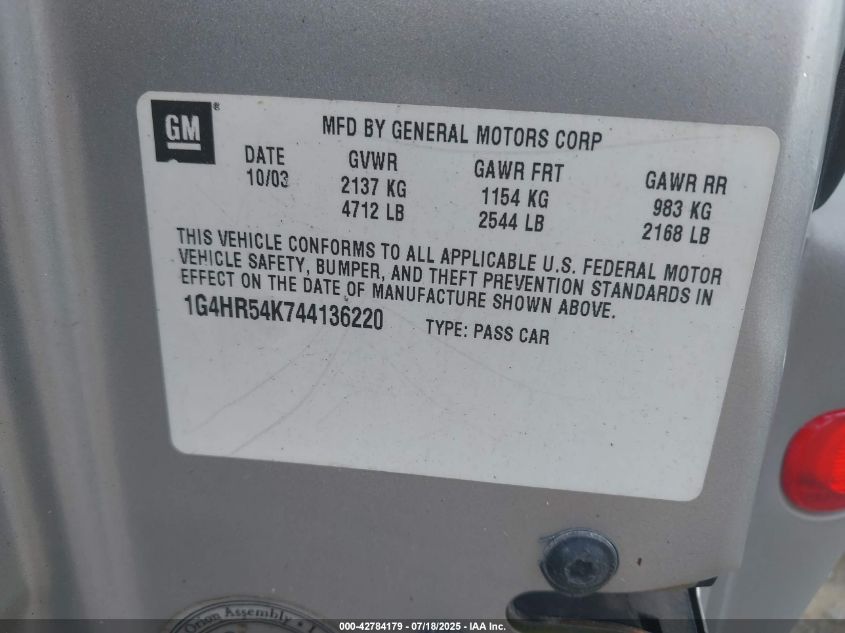 GM®
MFD BY GENERAL MOTORS CORP
DATE GVWR GAWR FRT GAWR RR
10/03 2137 KG 1154 KG 983 KG
4712 LB 2544 LB 2168 LB
THIS VEHICLE CONFORMS TO ALL APPLICABLE U.S. FEDERAL MOTOR
VEHICLE SAFETY, BUMPER, AND THEFT PREVENTION STANDARDS IN
EFFECT ON THE DATE OF MANUFACTURE SHOWN ABOVE.
1G4HR54K744136220 TYPE: PASS CAR
Orion Assembly
000-42784179 - 07/18/2025 - IAA Inc.